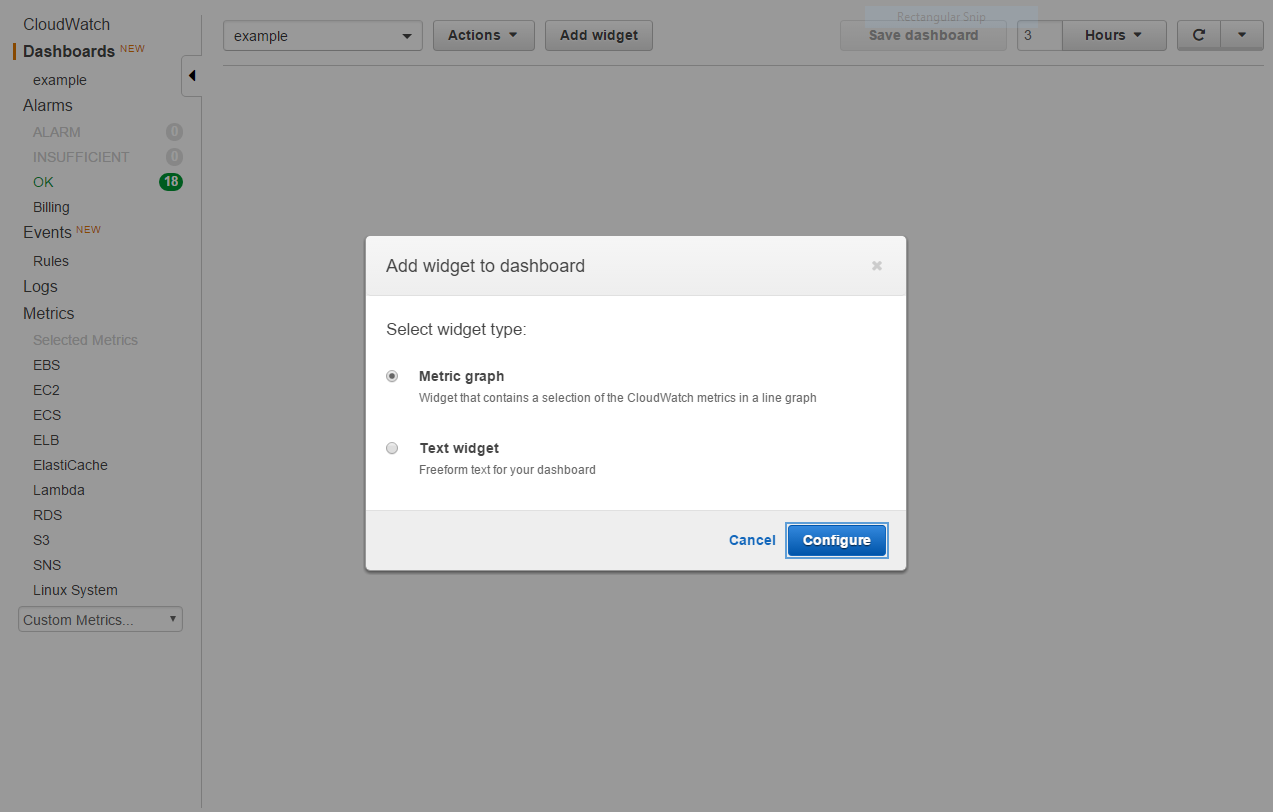 CloudWatch
Dashboards NEW
example
Alarms
ALARM 0
INSUFFICIENT 0
OK 18
Billing
Events NEW
Rules
Logs
Metrics
Selected Metrics
EBS
EC2
ECS
ELB
ElastiCache
Lambda
RDS
S3
SNS
Linux System
Custom Metrics...
Rectangular Snip
example Actions Add widget Save dashboard 3 Hours
Add widget to dashboard
Select widget type:
Metric graph
Widget that contains a selection of the CloudWatch metrics in a line graph
Text widget
Freeform text for your dashboard
Cancel Configure